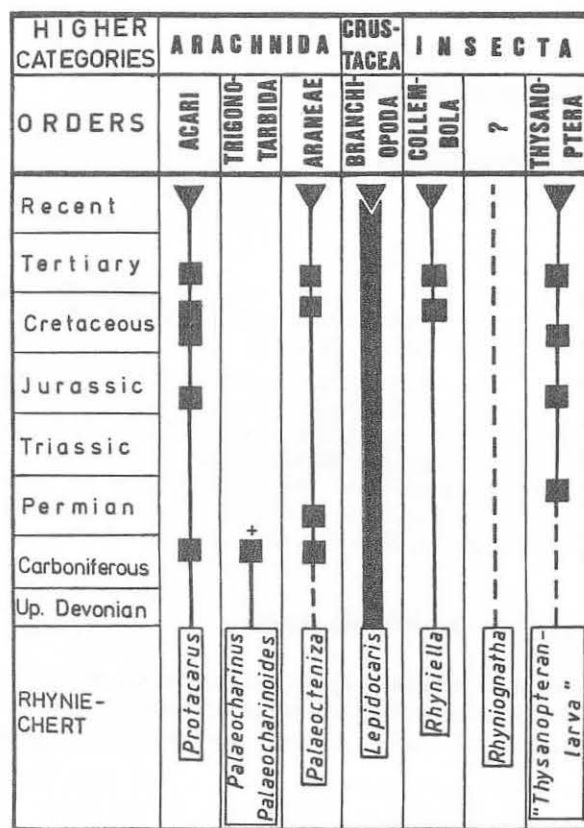 HIGHER
CATEGORIES
ARACHNIDA
CRUS-
TACEA
INSECTA
ORDERS
ACARI
TRIGONO-
TARBIDA
ARANEAE
BRANCHI-
OPODA
COLLEM-
BOLA
?
THYSANO-
PTERA
Recent
Tertiary
Cretaceous
Jurassic
Triassic
Permian
+
Carboniferous
Up. Devonian
RHYNIE-
CHERT
Protacarus
Palaeocharinus
Palaeocharinoides
Palaeocteniza
Lepidocaris
Rhyniella
Rhyniognatha
"Thysanopteran-
larva"